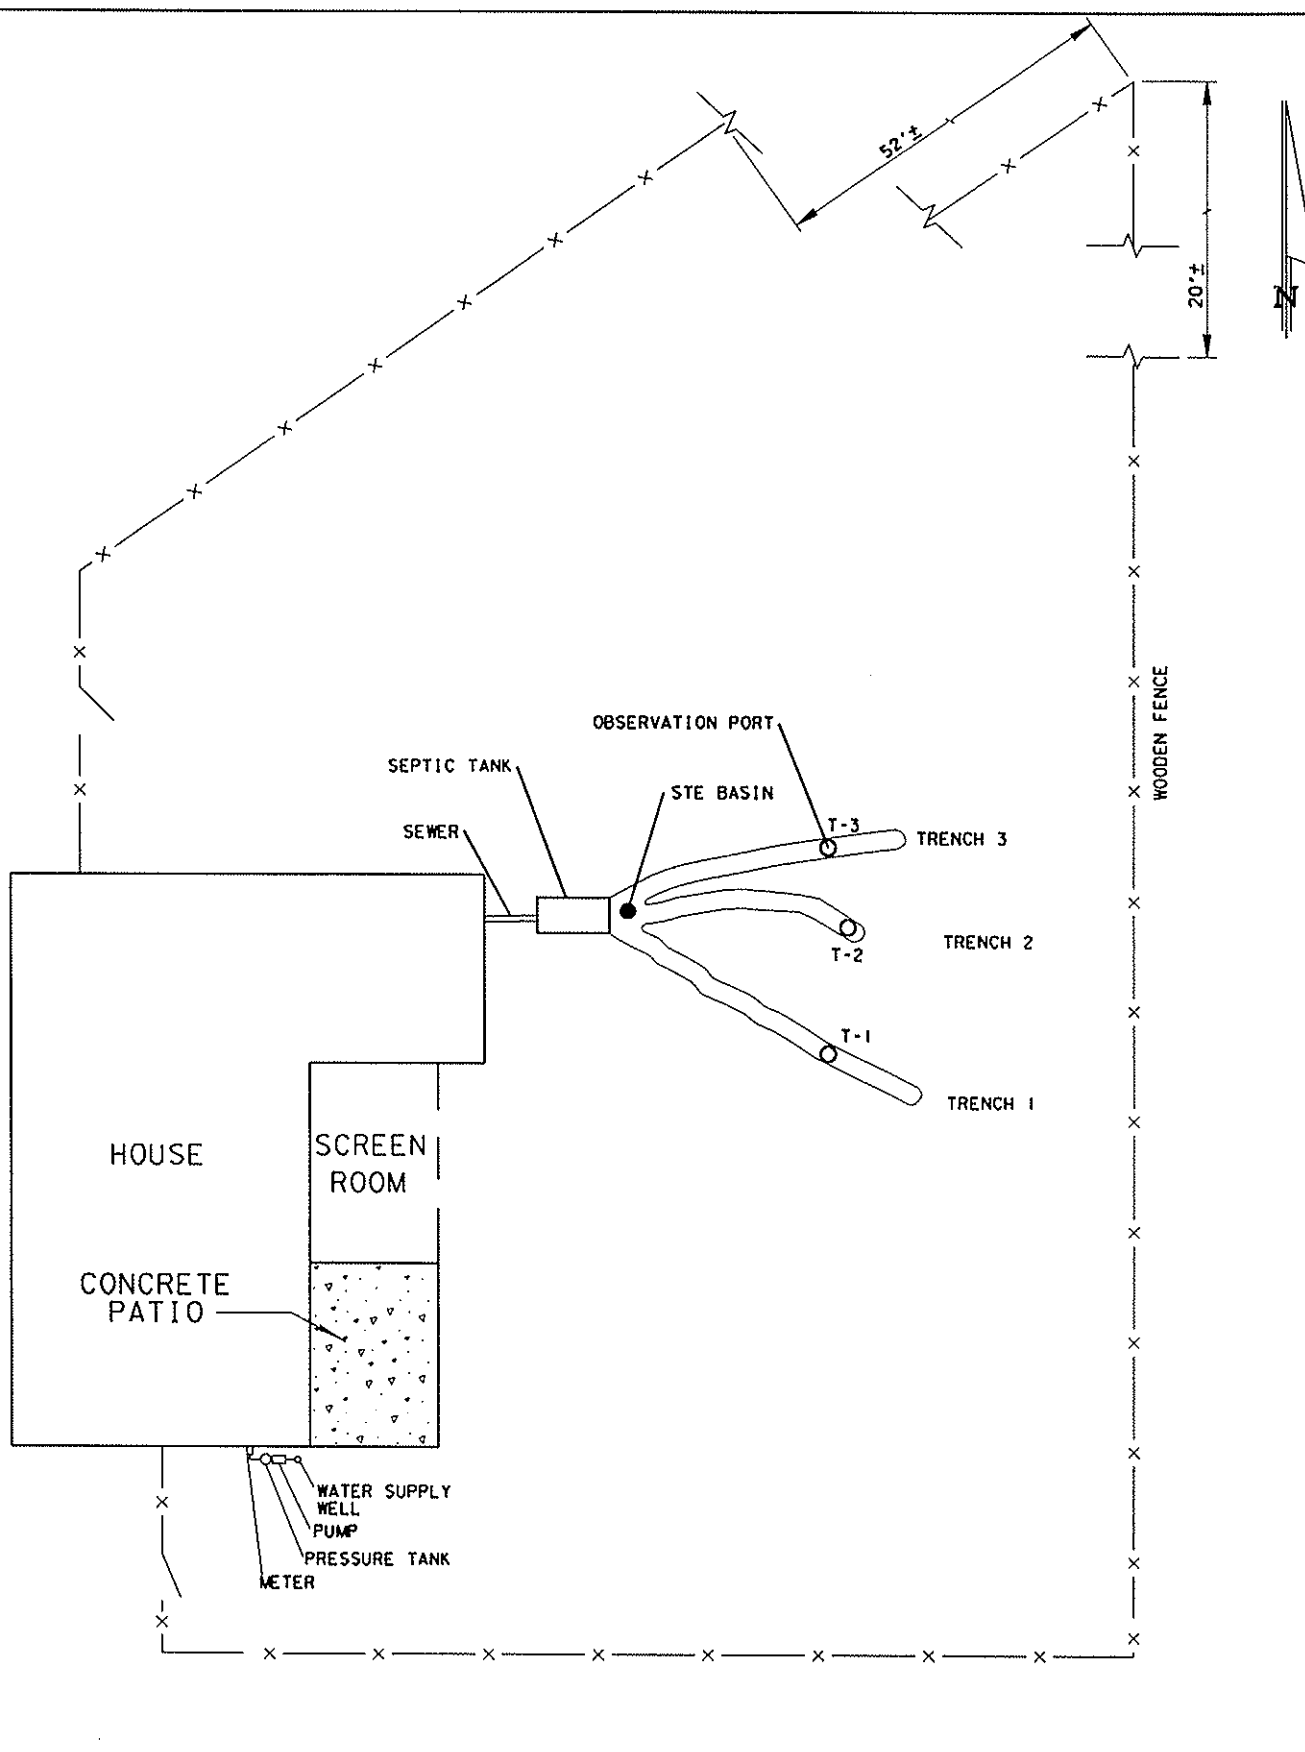 52'±
20'±
N
WOODEN FENCE
OBSERVATION PORT
SEPTIC TANK
STE BASIN
SEWER
T-3
TRENCH 3
TRENCH 2
T-2
T-1
TRENCH 1
HOUSE
SCREEN
ROOM
CONCRETE
PATIO
WATER SUPPLY
WELL
PUMP
PRESSURE TANK
METER